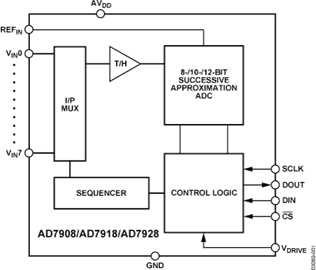 AVDD
REFIN
VIN0
T/H
8-/10-/12-BIT
SUCCESSIVE
APPROXIMATION
ADC
I/P
MUX
VIN7
SEQUENCER
CONTROL LOGIC
SCLK
DOUT
DIN
CS
VDRIVE
AD7908/AD7918/AD7928
GND
03089-001